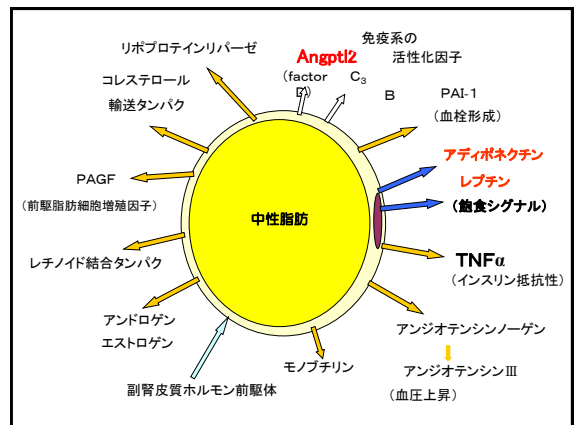 リポプロテインリパーゼ
Angptl2
免疫系の
活性化因子
(factor
C3
B
コレステロール
輸送タンパク
PAI-1
(血栓形成)
アディポネクチン
レプチン
(飽食シグナル)
PAGF
(前駆脂肪細胞増殖因子)
中性脂肪
TNFα
(インスリン抵抗性)
レチノイド結合タンパク
アンドロゲン
エストロゲン
アンジオテンシンノーゲン
アンジオテンシンⅢ
(血圧上昇)
モノブチリン
副腎皮質ホルモン前駆体